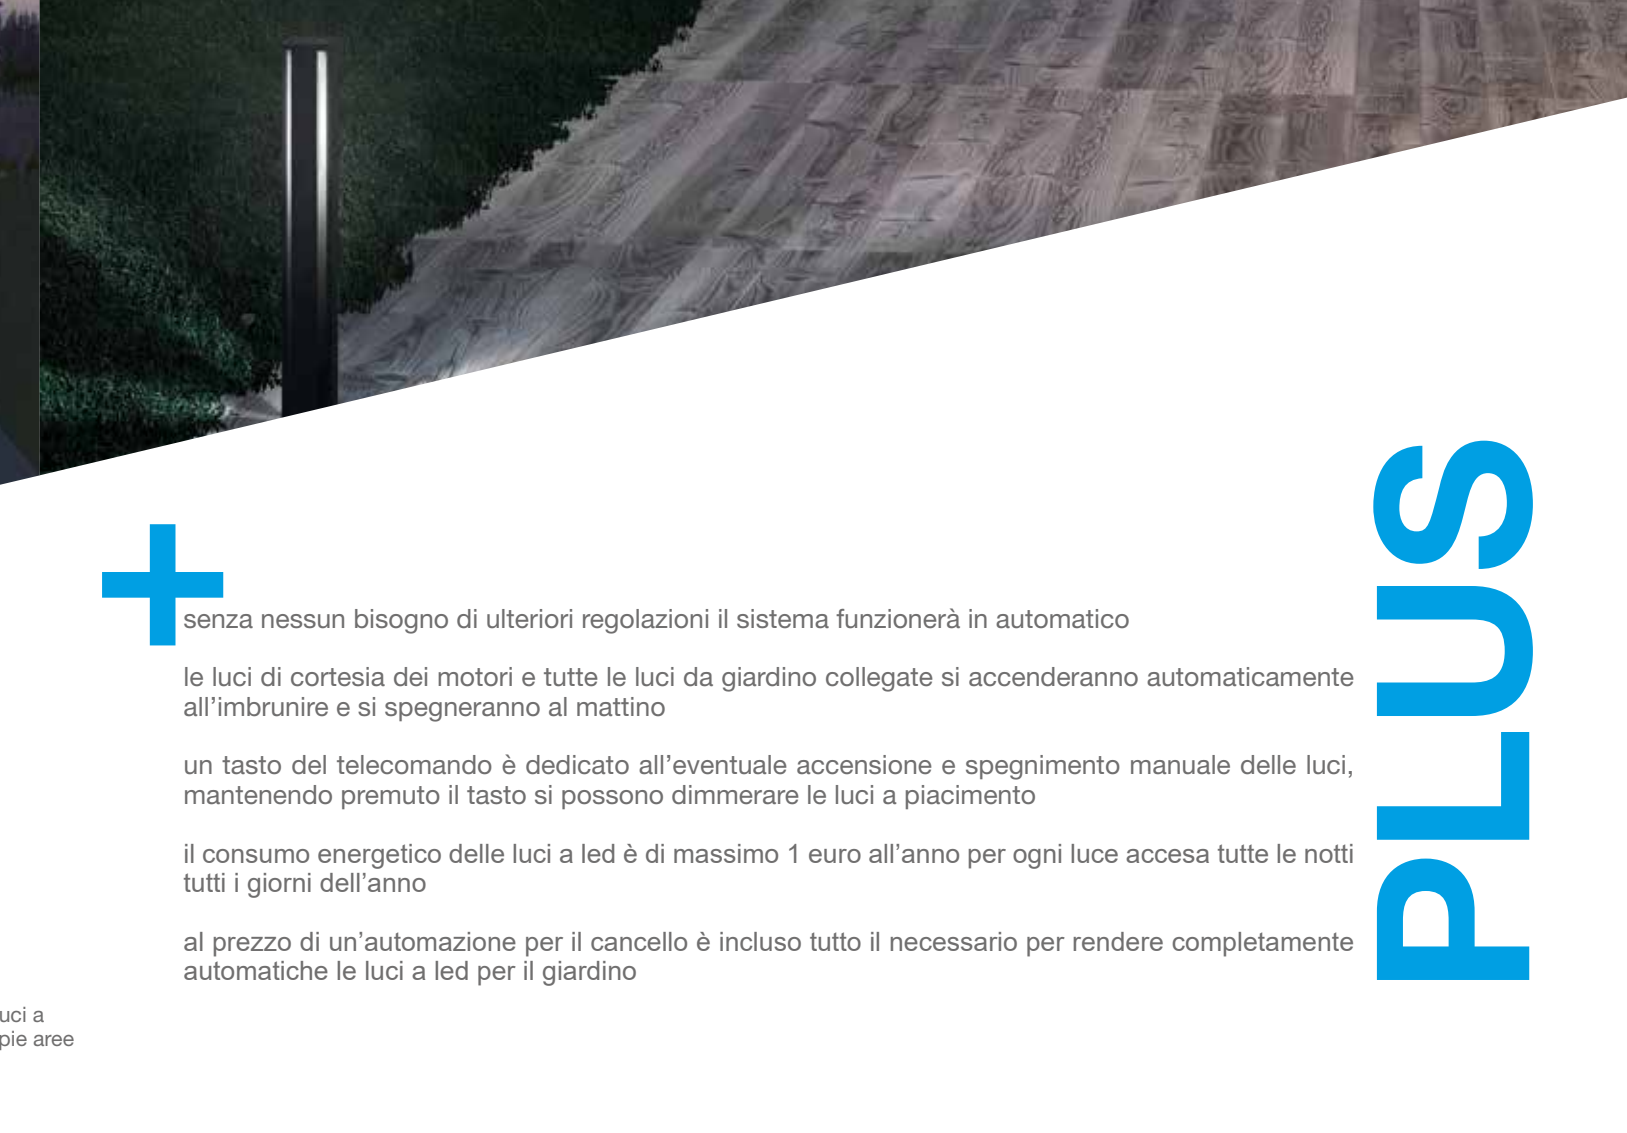 +
senza nessun bisogno di ulteriori regolazioni il sistema funzionerà in automatico
le luci di cortesia dei motori e tutte le luci da giardino collegate si accenderanno automaticamente
all’imbrunire e si spegneranno al mattino
un tasto del telecomando è dedicato all’eventuale accensione e spegnimento manuale delle luci,
mantenendo premuto il tasto si possono dimmerare le luci a piacimento
il consumo energetico delle luci a led è di massimo 1 euro all’anno per ogni luce accesa tutte le notti
tutti i giorni dell’anno
al prezzo di un’automazione per il cancello è incluso tutto il necessario per rendere completamente
automatiche le luci a led per il giardino
PLUS
uci a
pie aree